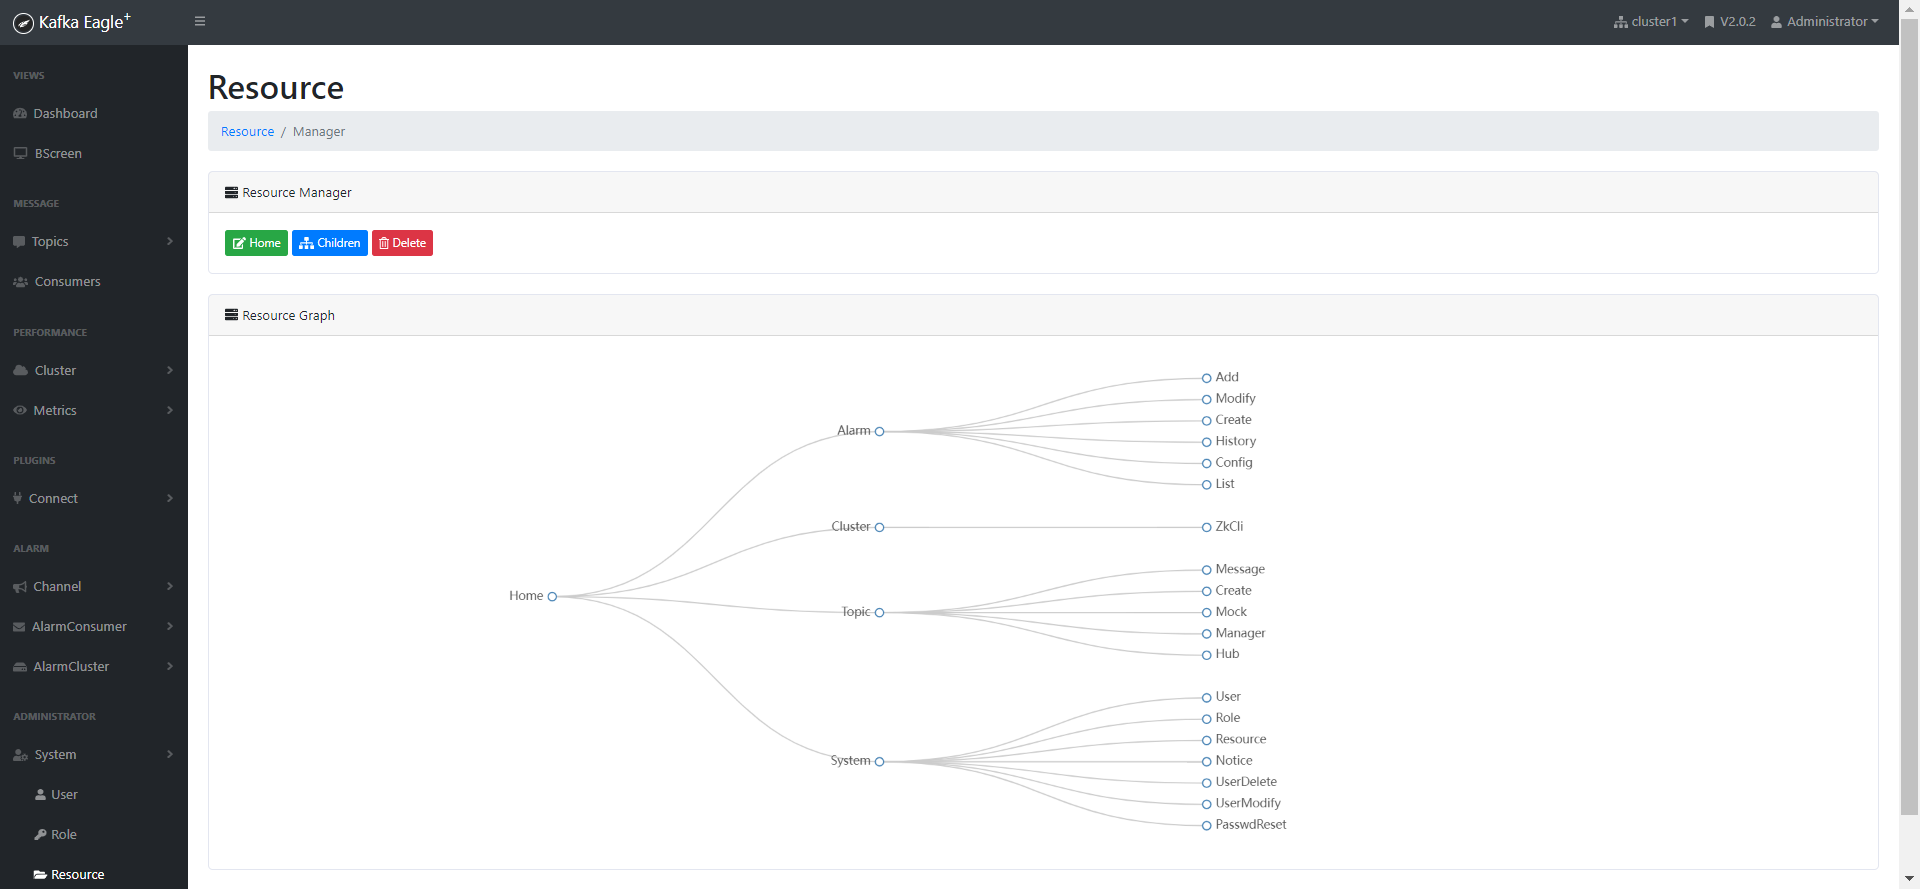 Kafka Eagle+
cluster1 V2.0.2 Administrator
VIEWS
Dashboard
BScreen
MESSAGE
Topics
Consumers
PERFORMANCE
Cluster
Metrics
PLUGINS
Connect
ALARM
Channel
AlarmConsumer
AlarmCluster
ADMINISTRATOR
System
User
Role
Resource
Resource
Resource / Manager
Resource Manager
Home Children Delete
Resource Graph
Home
Alarm
Add
Modify
Create
History
Config
List
Cluster
ZkCli
Topic
Message
Create
Mock
Manager
Hub
System
User
Role
Resource
Notice
UserDelete
UserModify
PasswdReset